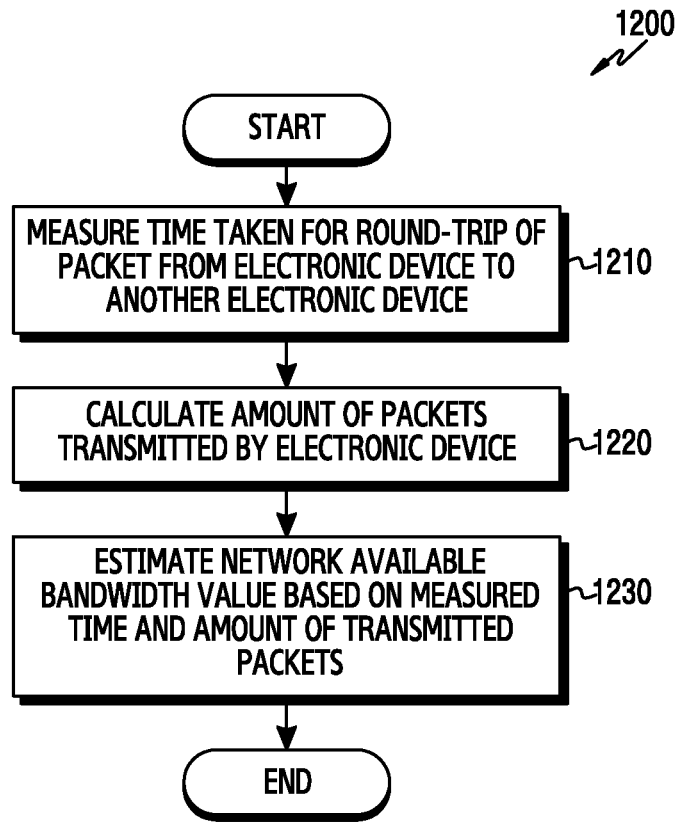 1200
START
MEASURE TIME TAKEN FOR ROUND-TRIP OF
PACKET FROM ELECTRONIC DEVICE TO
ANOTHER ELECTRONIC DEVICE
1210
CALCULATE AMOUNT OF PACKETS
TRANSMITTED BY ELECTRONIC DEVICE
1220
ESTIMATE NETWORK AVAILABLE
BANDWIDTH VALUE BASED ON MEASURED
TIME AND AMOUNT OF TRANSMITTED
PACKETS
1230
END